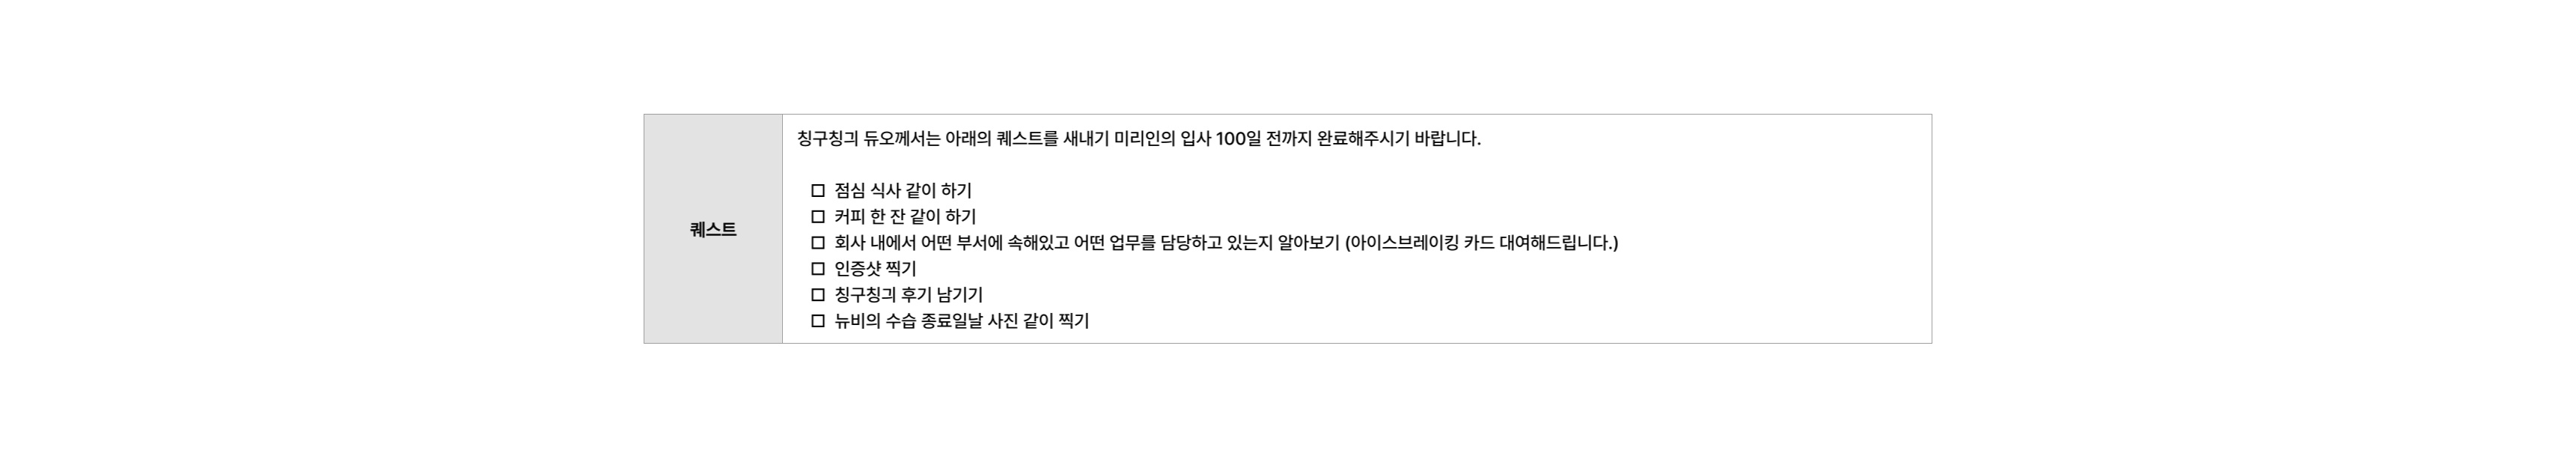 칭구칭긔 듀오께서는 아래의 퀘스트를 새내기 미리인의 입사 100일 전까지 완료해주시기 바랍니다.
퀘스트
☐ 점심 식사 같이 하기
☐ 커피 한 잔 같이 하기
☐ 회사 내에서 어떤 부서에 속해있고 어떤 업무를 담당하고 있는지 알아보기 (아이스브레이킹 카드 대여해드립니다.)
☐ 인증샷 찍기
☐ 칭구칭긔 후기 남기기
☐ 뉴비의 수습 종료일날 사진 같이 찍기